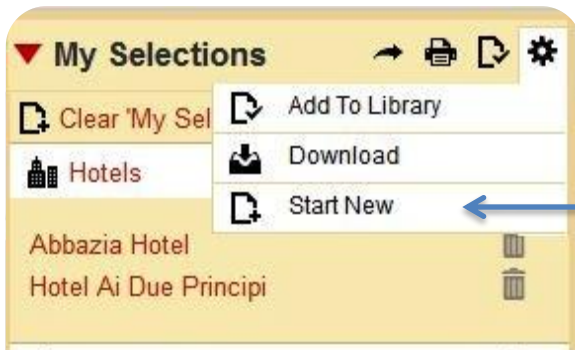 My Selections
Add To Library
Clear 'My Sel
Download
Hotels
Start New
Abbazia Hotel
Hotel Ai Due Principi